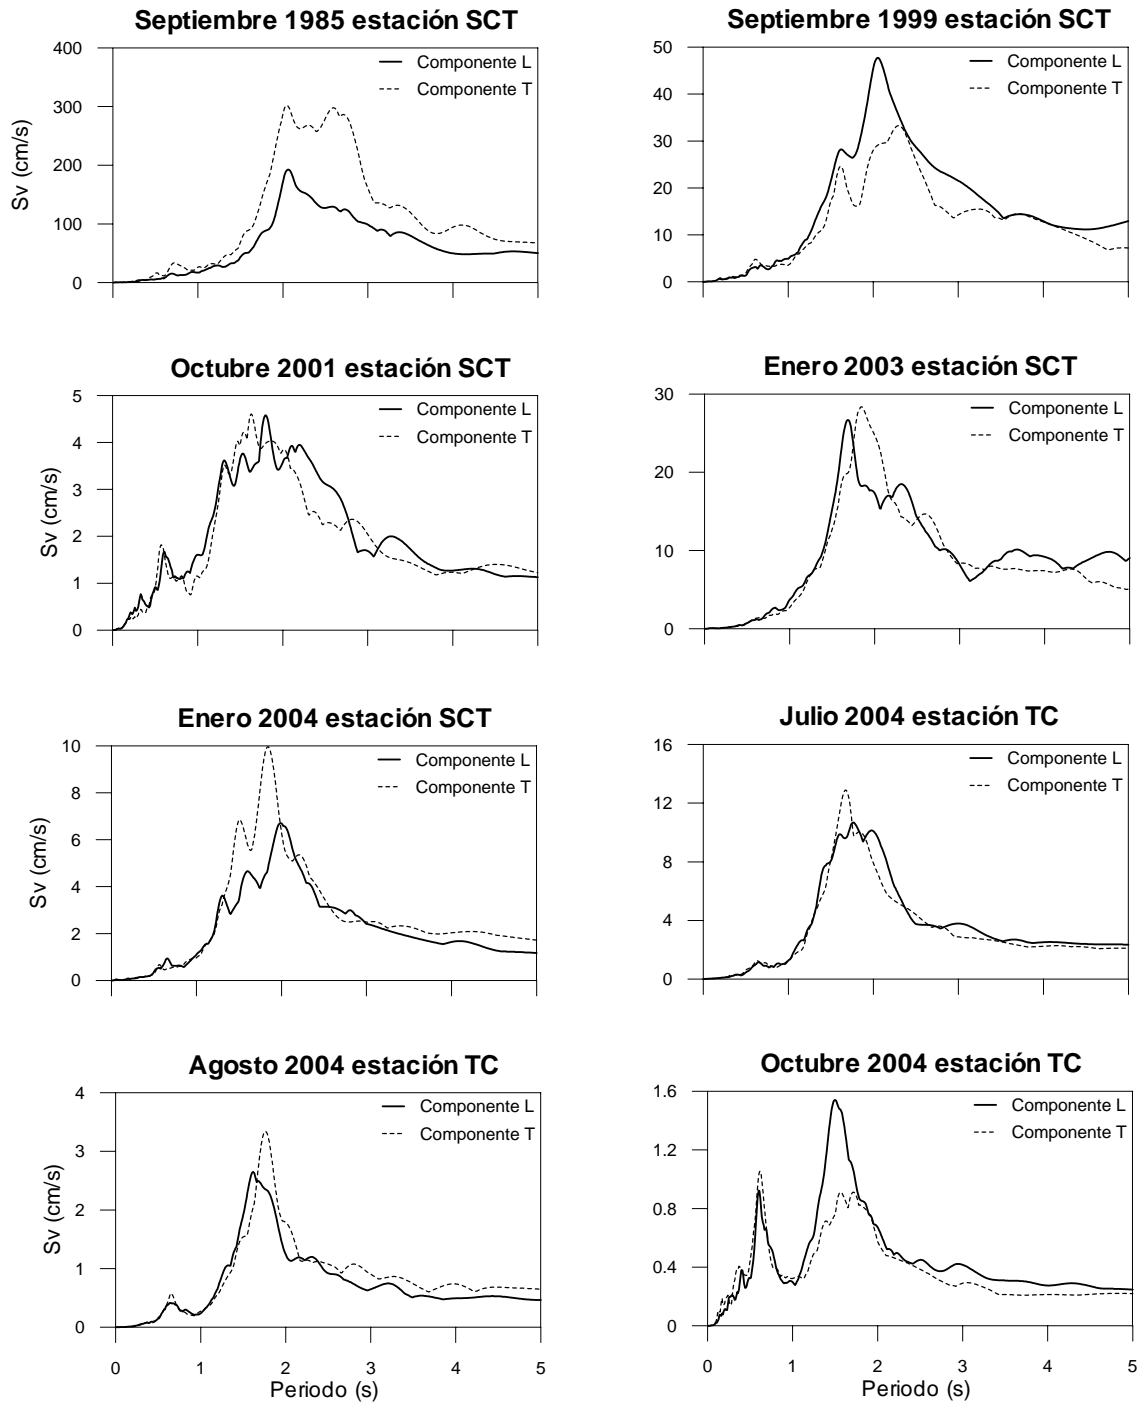 Septiembre 1985 estación SCT
400
300
200
100
0
Sv (cm/s)
Componente L
Componente T
Septiembre 1999 estación SCT
50
40
30
20
10
0
Componente L
Componente T
Octubre 2001 estación SCT
5
4
3
2
1
0
Sv (cm/s)
Componente L
Componente T
Enero 2003 estación SCT
30
20
10
0
Componente L
Componente T
Enero 2004 estación SCT
10
8
6
4
2
0
Sv (cm/s)
Componente L
Componente T
Julio 2004 estación TC
16
12
8
4
0
Componente L
Componente T
Agosto 2004 estación TC
4
3
2
1
0
Sv (cm/s)
Componente L
Componente T
0 1 2 3 4 5
Periodo (s)
Octubre 2004 estación TC
1.6
1.2
0.8
0.4
0
Componente L
Componente T
0 1 2 3 4 5
Periodo (s)